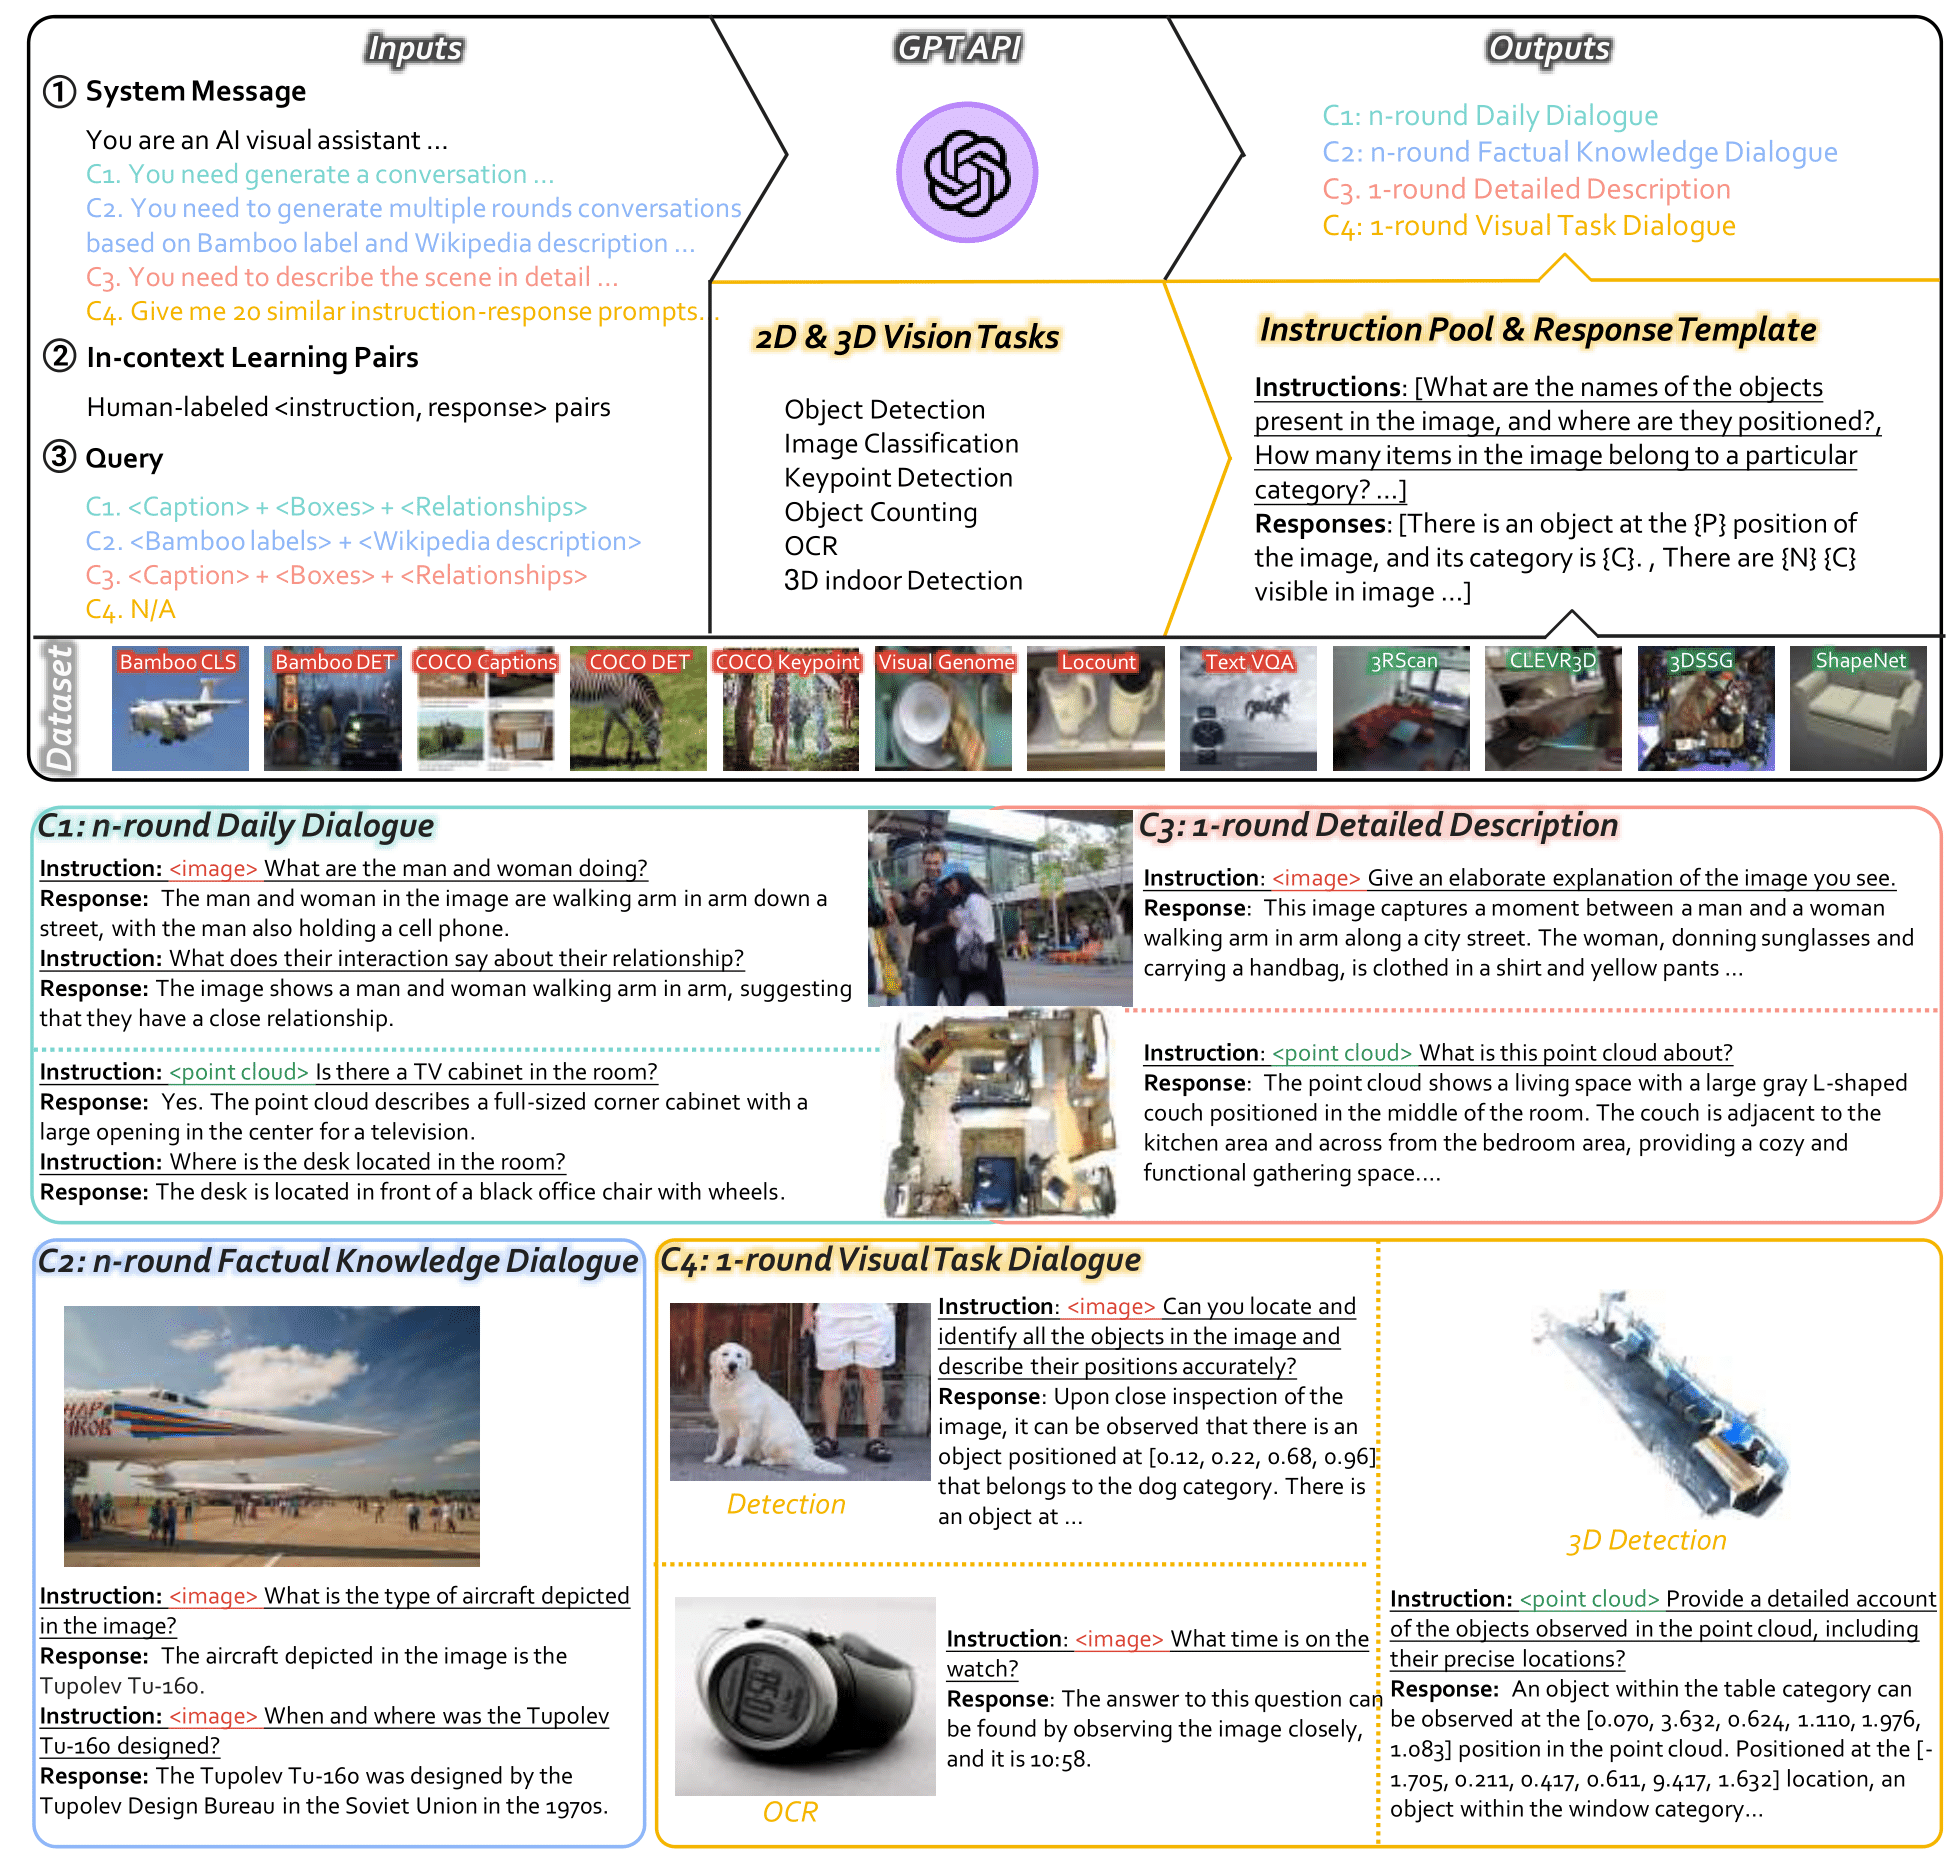 Inputs
① System Message
You are an AI visual assistant ...
C1. You need generate a conversation ...
C2. You need to generate multiple rounds conversations
based on Bamboo label and Wikipedia description ...
C3. You need to describe the scene in detail ...
C4. Give me 20 similar instruction-response prompts...
② In-context Learning Pairs
Human-labeled <instruction, response> pairs
③ Query
C1. <Caption> + <Boxes> + <Relationships>
C2. <Bamboo labels> + <Wikipedia description>
C3. <Caption> + <Boxes> + <Relationships>
C4. N/A
GPT API
2D & 3D Vision Tasks
Object Detection
Image Classification
Keypoint Detection
Object Counting
OCR
3D indoor Detection
Outputs
C1: n-round Daily Dialogue
C2: n-round Factual Knowledge Dialogue
C3. 1-round Detailed Description
C4: 1-round Visual Task Dialogue
Instruction Pool & Response Template
Instructions: [What are the names of the objects
present in the image, and where are they positioned?,
How many items in the image belong to a particular
category? ...]
Responses: [There is an object at the {P} position of
the image, and its category is {C}. , There are {N} {C}
visible in image ...]
Dataset
Bamboo CLS
Bamboo DET
COCO Captions
COCO DET
COCO Keypoint
Visual Genome
Locount
Text VQA
3RScan
CLEVR3D
3DSSG
ShapeNet
C1: n-round Daily Dialogue
Instruction: <image> What are the man and woman doing?
Response: The man and woman in the image are walking arm in arm down a
street, with the man also holding a cell phone.
Instruction: What does their interaction say about their relationship?
Response: The image shows a man and woman walking arm in arm, suggesting
that they have a close relationship.
Instruction: <point cloud> Is there a TV cabinet in the room?
Response: Yes. The point cloud describes a full-sized corner cabinet with a
large opening in the center for a television.
Instruction: Where is the desk located in the room?
Response: The desk is located in front of a black office chair with wheels.
C3: 1-round Detailed Description
Instruction: <image> Give an elaborate explanation of the image you see.
Response: This image captures a moment between a man and a woman
walking arm in arm along a city street. The woman, donning sunglasses and
carrying a handbag, is clothed in a shirt and yellow pants ...
Instruction: <point cloud> What is this point cloud about?
Response: The point cloud shows a living space with a large gray L-shaped
couch positioned in the middle of the room. The couch is adjacent to the
kitchen area and across from the bedroom area, providing a cozy and
functional gathering space....
C2: n-round Factual Knowledge Dialogue
Instruction: <image> What is the type of aircraft depicted
in the image?
Response: The aircraft depicted in the image is the
Tupolev Tu-160.
Instruction: <image> When and where was the Tupolev
Tu-160 designed?
Response: The Tupolev Tu-160 was designed by the
Tupolev Design Bureau in the Soviet Union in the 1970s.
C4: 1-round Visual Task Dialogue
Detection
Instruction: <image> Can you locate and
identify all the objects in the image and
describe their positions accurately?
Response: Upon close inspection of the
image, it can be observed that there is an
object positioned at [0.12, 0.22, 0.68, 0.96]
that belongs to the dog category. There is
an object at ...
10:58
OCR
Instruction: <image> What time is on the
watch?
Response: The answer to this question can
be found by observing the image closely,
and it is 10:58.
3D Detection
Instruction: <point cloud> Provide a detailed account
of the objects observed in the point cloud, including
their precise locations?
Response: An object within the table category can
be observed at the [0.070, 3.632, 0.624, 1.110, 1.976,
1.083] position in the point cloud. Positioned at the [-
1.705, 0.211, 0.417, 0.611, 9.417, 1.632] location, an
object within the window category...